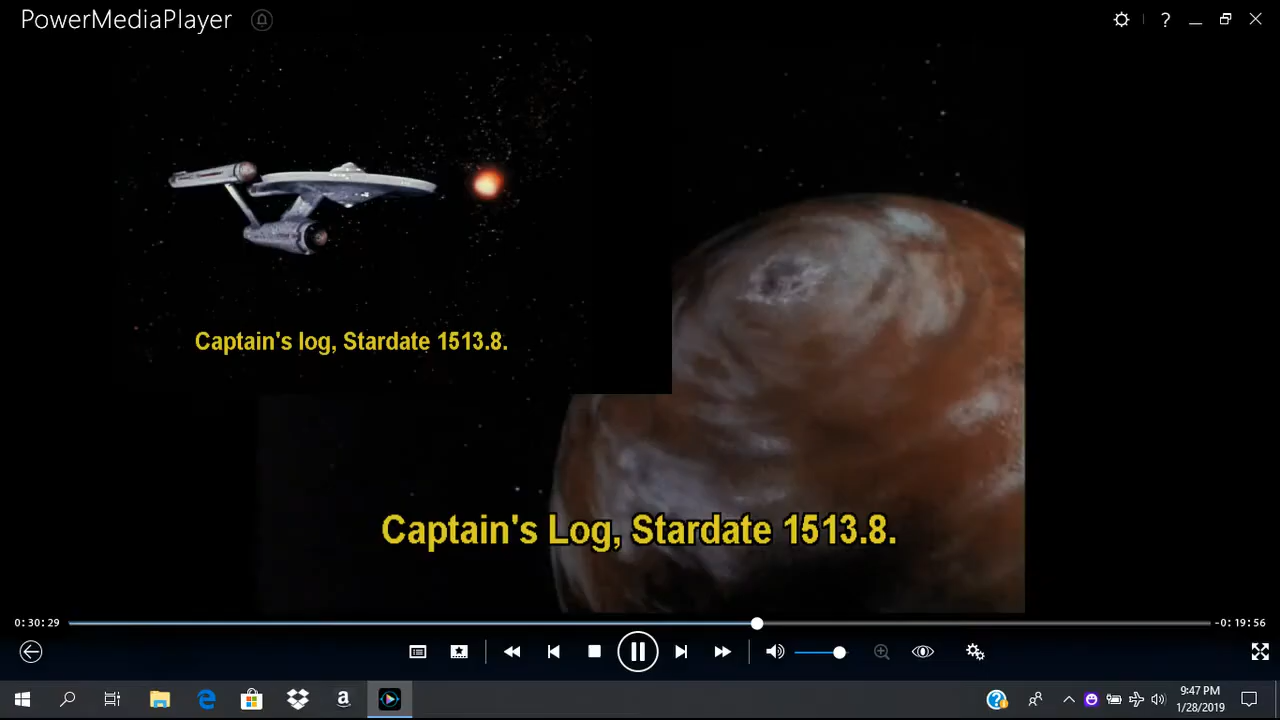 PowerMediaPlayer
?
Captain's log, Stardate 1513.8.
Captain's Log, Stardate 1513.8.
0:30:29
-0:19:56
9:47 PM
1/28/2019